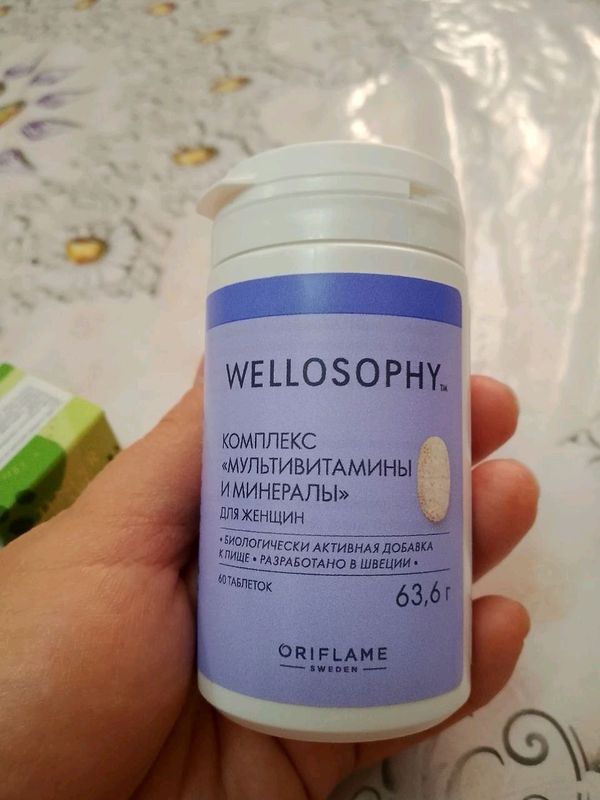 WELLOSOPHY™
КОМПЛЕКС
«МУЛЬТИВИТАМИНЫ
И МИНЕРАЛЫ»
ДЛЯ ЖЕНЩИН
• БИОЛОГИЧЕСКИ АКТИВНАЯ ДОБАВКА
К ПИЩЕ • РАЗРАБОТАНО В ШВЕЦИИ •
60 ТАБЛЕТОК
63,6 г
ORIFLAME
SWEDEN